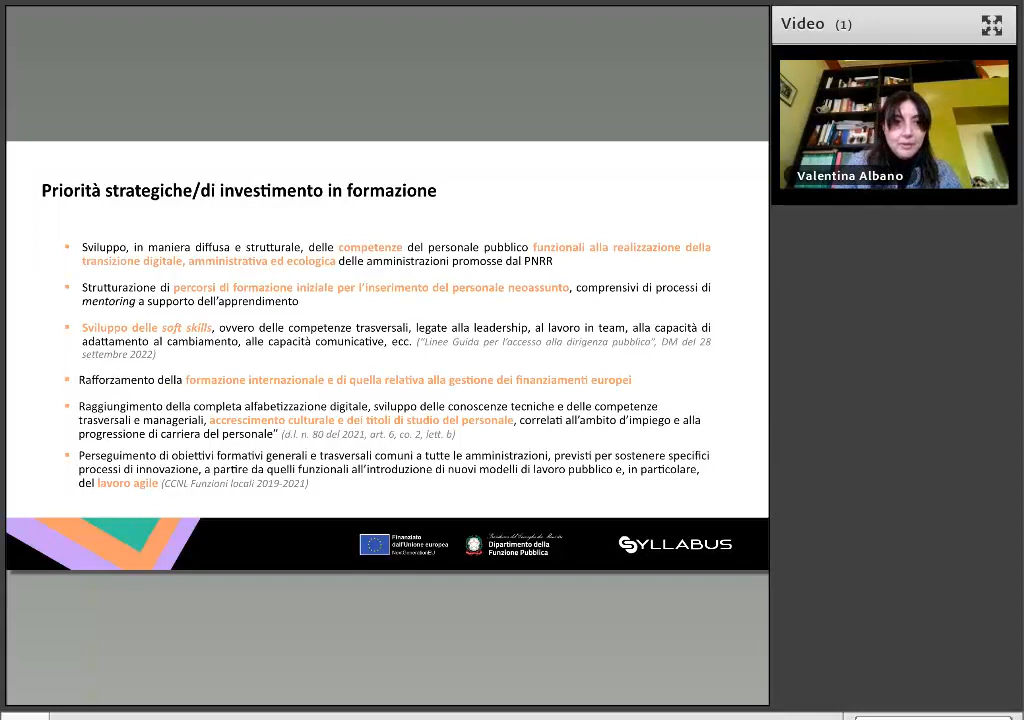 Video (1)
Valentina Albano
Priorità strategiche/di investimento in formazione
▪ Sviluppo, in maniera diffusa e strutturale, delle competenze del personale pubblico funzionali alla realizzazione della
transizione digitale, amministrativa ed ecologica delle amministrazioni promosse dal PNRR
▪ Strutturazione di percorsi di formazione iniziale per l'inserimento del personale neoassunto, comprensivi di processi di
mentoring a supporto dell'apprendimento
▪ Sviluppo delle soft skills, ovvero delle competenze trasversali, legate alla leadership, al lavoro in team, alla capacità di
adattamento al cambiamento, alle capacità comunicative, ecc. ("Linee Guida per l'accesso alla dirigenza pubblica", DM del 28
settembre 2022)
▪ Rafforzamento della formazione internazionale e di quella relativa alla gestione dei finanziamenti europei
▪ Raggiungimento della completa alfabetizzazione digitale, sviluppo delle conoscenze tecniche e delle competenze
trasversali e manageriali, accrescimento culturale e dei titoli di studio del personale, correlati all'ambito d'impiego e alla
progressione di carriera del personale" (d.l. n. 80 del 2021, art. 6, co. 2, lett. b)
▪ Perseguimento di obiettivi formativi generali e trasversali comuni a tutte le amministrazioni, previsti per sostenere specifici
processi di innovazione, a partire da quelli funzionali all'introduzione di nuovi modelli di lavoro pubblico e, in particolare,
del lavoro agile (CCNL Funzioni locali 2019-2021)
Finanziato
dall'Unione europea
NextGenerationEU
Dipartimento della
Funzione Pubblica
SYLLABUS